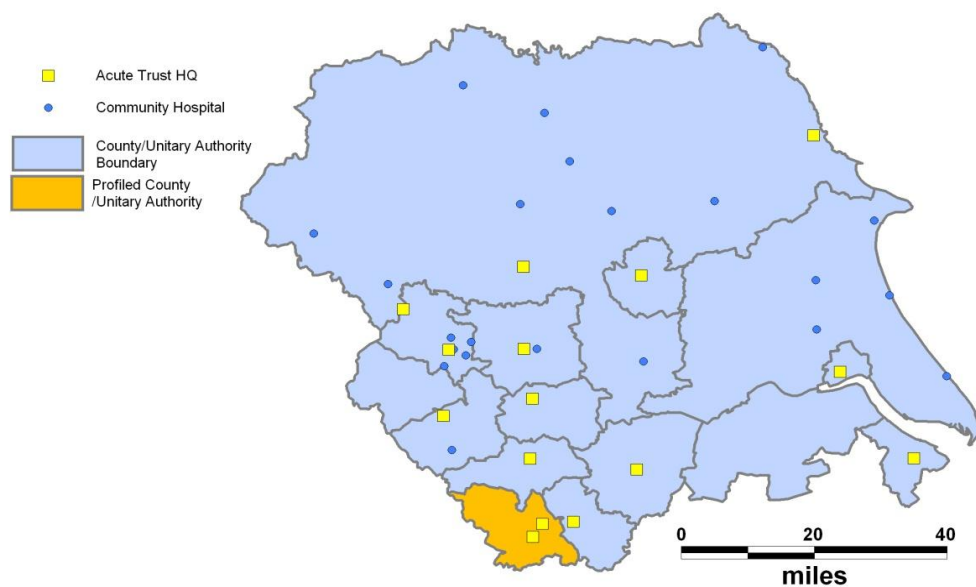 Acute Trust HQ
Community Hospital
County/Unitary Authority
Boundary
Profiled County
/Unitary Authority
0 20 40
miles